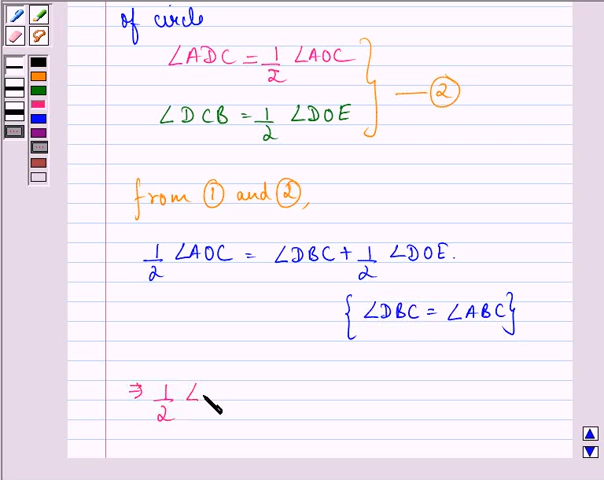 of circle
∠ADC = 1/2 ∠AOC
∠DCB = 1/2 ∠DOE } — ②
from ① and ②,
1/2 ∠AOC = ∠DBC + 1/2 ∠DOE.
{∠DBC = ∠ABC}
⇒ 1/2 ∠